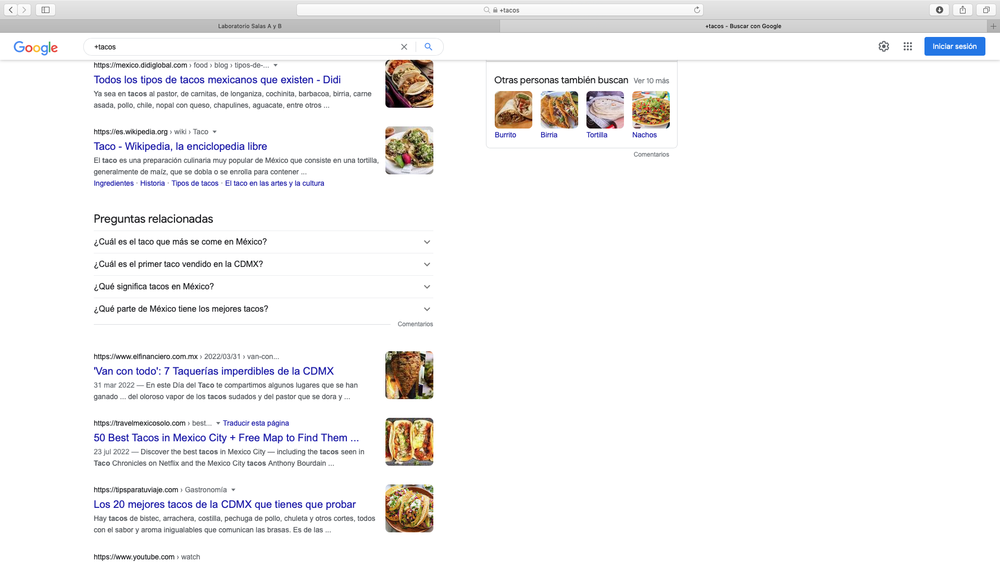 +tacos
Laboratorio Salas A y B
+tacos - Buscar con Google
Google
+tacos
Iniciar sesión
https://mexico.didiglobal.com › food › blog › tipos-de-...
Todos los tipos de tacos mexicanos que existen - Didi
Ya sea en tacos al pastor, de carnitas, de longaniza, cochinita, barbacoa, birria, carne
asada, pollo, chile, nopal con queso, chapulines, aguacate, entre otros ...
https://es.wikipedia.org › wiki › Taco
Taco - Wikipedia, la enciclopedia libre
El taco es una preparación culinaria muy popular de México que consiste en una tortilla,
generalmente de maíz, que se dobla o se enrolla para contener ...
Ingredientes · Historia · Tipos de tacos · El taco en las artes y la cultura
Preguntas relacionadas
¿Cuál es el taco que más se come en México?
¿Cuál es el primer taco vendido en la CDMX?
¿Qué significa tacos en México?
¿Qué parte de México tiene los mejores tacos?
Comentarios
https://www.elfinanciero.com.mx › 2022/03/31 › van-con...
'Van con todo': 7 Taquerías imperdibles de la CDMX
31 mar 2022 — En este Día del Taco te compartimos algunos lugares que se han
ganado ... del oloroso vapor de los tacos sudados y del pastor que se dora y ...
https://travelmexicosolo.com › best... Traducir esta página
50 Best Tacos in Mexico City + Free Map to Find Them ...
23 jul 2022 — Discover the best tacos in Mexico City — including the tacos seen in
Taco Chronicles on Netflix and the Mexico City tacos Anthony Bourdain ...
https://tipsparatuviaje.com › Gastronomía
Los 20 mejores tacos de la CDMX que tienes que probar
Hay tacos de bistec, arrachera, costilla, pechuga de pollo, chuleta y otros cortes, todos
con el sabor y aroma inigualables que comunican las brasas. Es de las ...
https://www.youtube.com › watch
Otras personas también buscan Ver 10 más
Burrito
Birria
Tortilla
Nachos
Comentarios